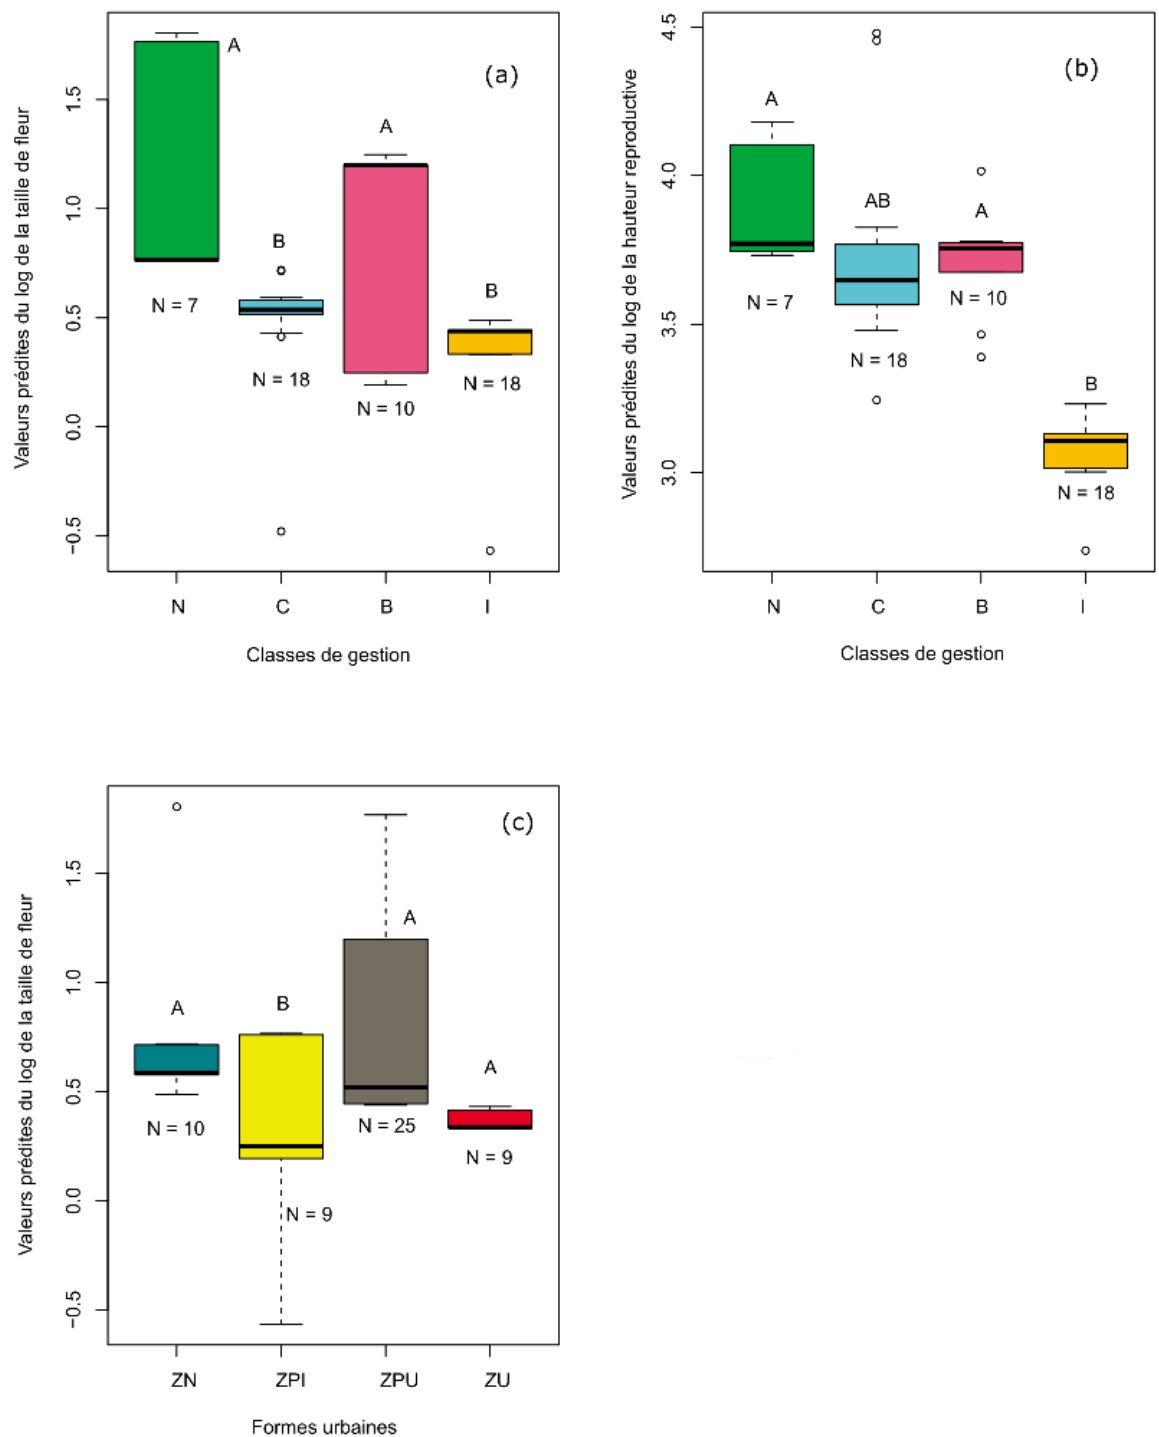 (a)
A
A
B
B
N = 7
N = 18
N = 10
N = 18
1.5
1.0
0.5
0.0
−0.5
Valeurs prédites du log de la taille de fleur
N
C
B
I
Classes de gestion
(b)
A
AB
A
B
N = 7
N = 18
N = 10
N = 18
4.5
4.0
3.5
3.0
Valeurs prédites du log de la hauteur reproductive
N
C
B
I
Classes de gestion
(c)
A
B
A
A
N = 10
N = 9
N = 25
N = 9
1.5
1.0
0.5
0.0
−0.5
Valeurs prédites du log de la taille de fleur
ZN
ZPI
ZPU
ZU
Formes urbaines